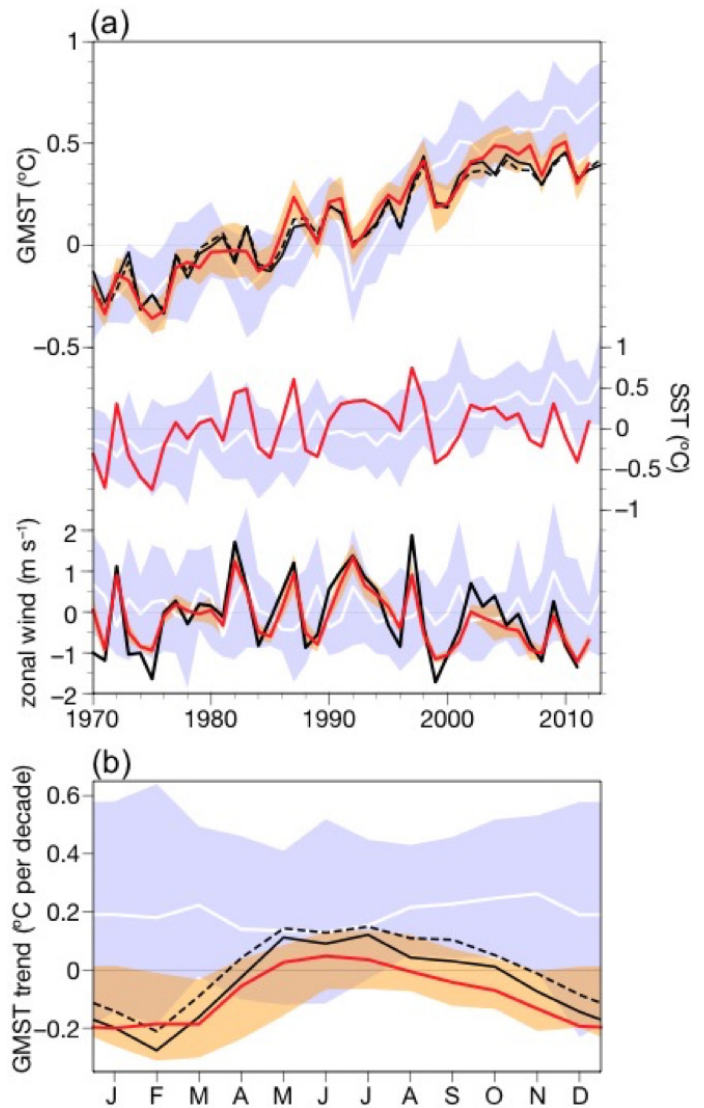 (a)
1
0.5
0
−0.5
GMST (°C)
1
0.5
0
−0.5
−1
SST (°C)
2
1
0
−1
−2
zonal wind (m s⁻¹)
1970 1980 1990 2000 2010
(b)
0.6
0.4
0.2
0
−0.2
GMST trend (°C per decade)
J F M A M J J A S O N D